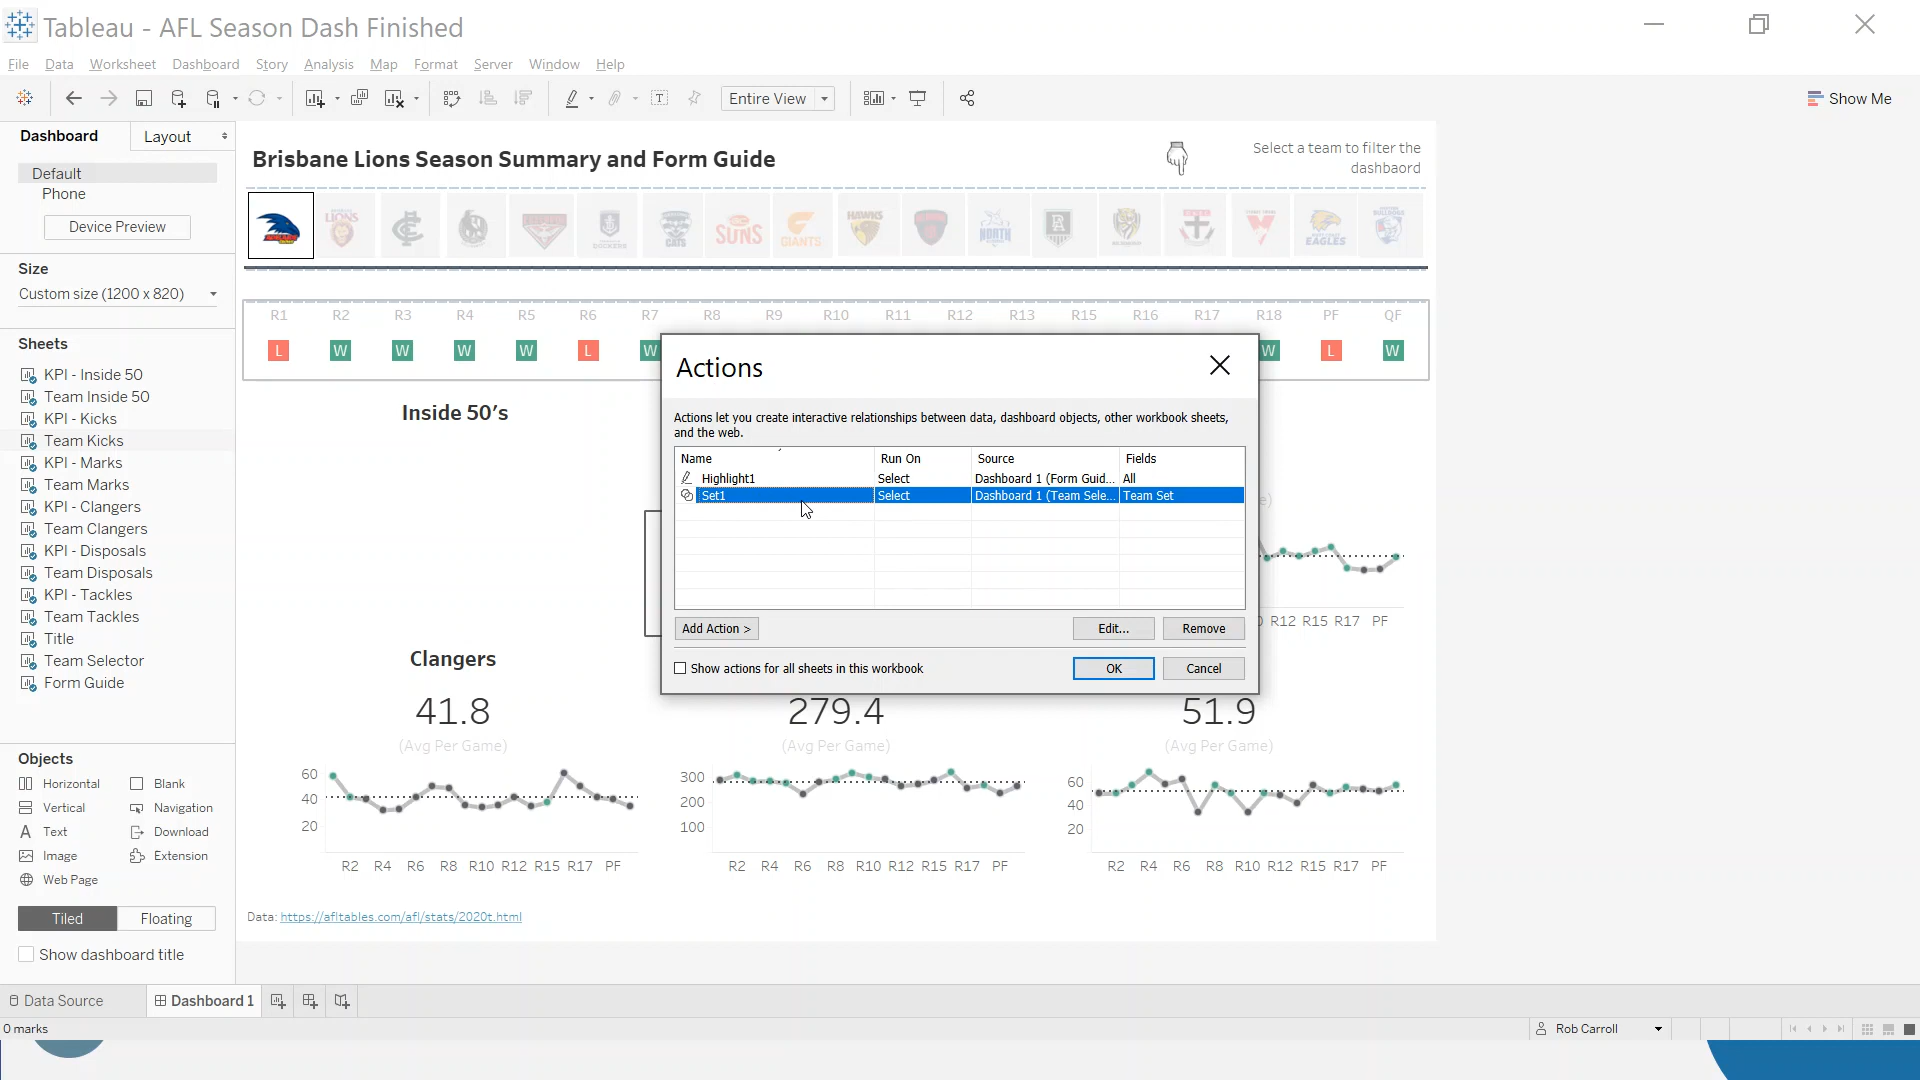 Tableau - AFL Season Dash Finished
File Data Worksheet Dashboard Story Analysis Map Format Server Window Help
Entire View
Show Me
Dashboard
Layout
Default
Phone
Device Preview
Size
Custom size (1200 x 820)
Sheets
KPI - Inside 50
Team Inside 50
KPI - Kicks
Team Kicks
KPI - Marks
Team Marks
KPI - Clangers
Team Clangers
KPI - Disposals
Team Disposals
KPI - Tackles
Team Tackles
Title
Team Selector
Form Guide
Objects
Horizontal Blank
Vertical Navigation
Text Download
Image Extension
Web Page
Tiled Floating
Show dashboard title
Brisbane Lions Season Summary and Form Guide
Select a team to filter the
dashbaord
LIONS
CATS
SUNS
GIANTS
HAWKS
NORTH
EAGLES
BULLDOGS
R1 R2 R3 R4 R5 R6 R7 R8 R9 R10 R11 R12 R13 R15 R16 R17 R18 PF QF
L W W W W L W W L W
Inside 50's
Actions
Actions let you create interactive relationships between data, dashboard objects, other workbook sheets,
and the web.
Name Run On Source Fields
Highlight1 Select Dashboard 1 (Form Guid... All
Set1 Select Dashboard 1 (Team Sele... Team Set
Add Action > Edit... Remove
Show actions for all sheets in this workbook OK Cancel
R12 R15 R17 PF
Clangers
41.8
(Avg Per Game)
60
40
20
R2 R4 R6 R8 R10 R12 R15 R17 PF
279.4
(Avg Per Game)
300
200
100
R2 R4 R6 R8 R10 R12 R15 R17 PF
51.9
(Avg Per Game)
60
40
20
R2 R4 R6 R8 R10 R12 R15 R17 PF
Data: https://afltables.com/afl/stats/2020t.html
Data Source
Dashboard 1
0 marks
Rob Carroll